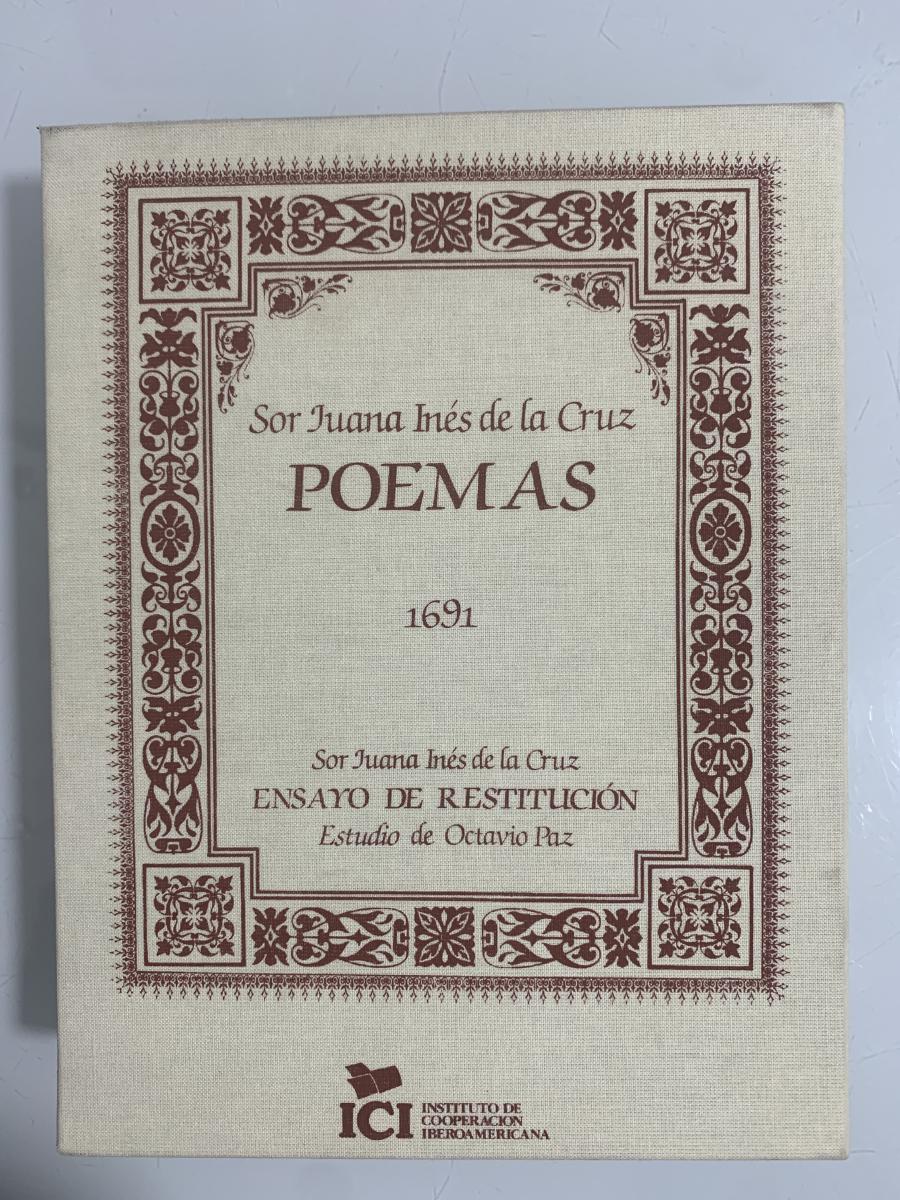 Sor Juana Inés de la Cruz
POEMAS
1691
Sor Juana Inés de la Cruz
ENSAYO DE RESTITUCIÓN
Estudio de Octavio Paz
ICI
INSTITUTO DE
COOPERACION
IBEROAMERICANA